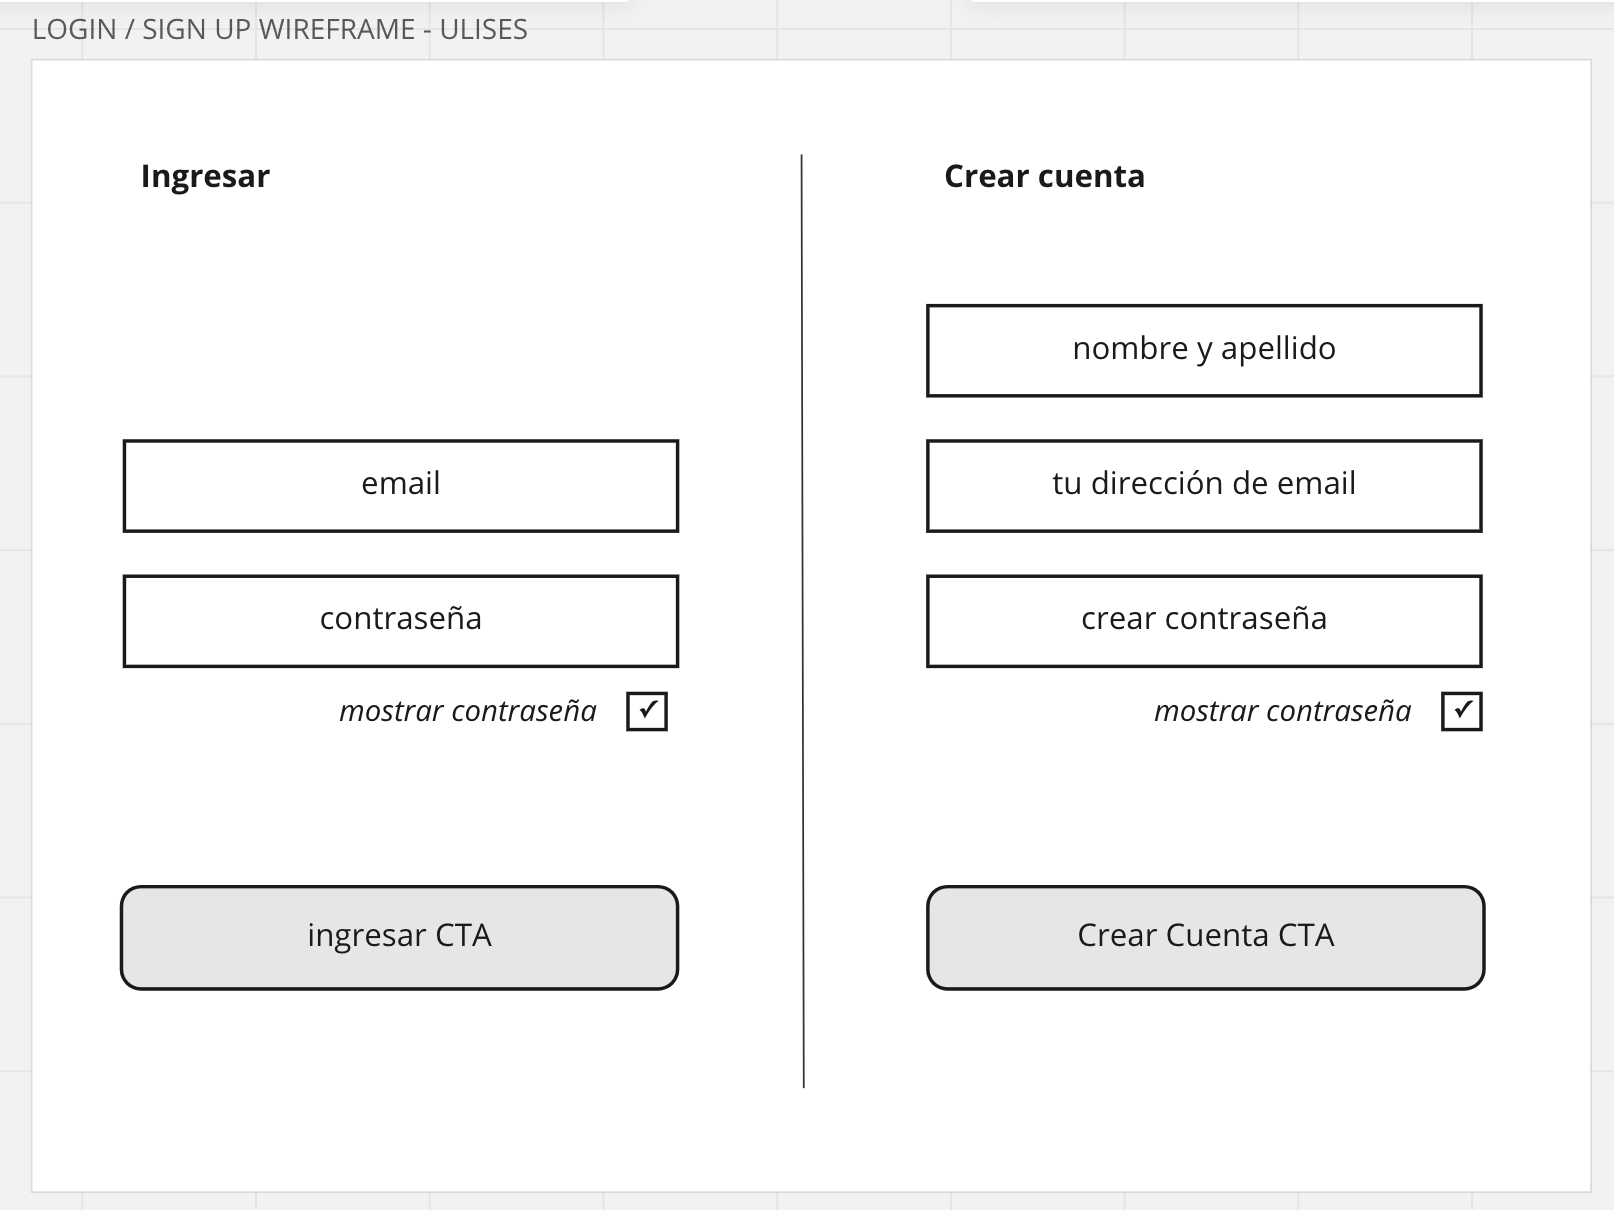 LOGIN / SIGN UP WIREFRAME - ULISES
Ingresar
email
contraseña
mostrar contraseña ✓
ingresar CTA
Crear cuenta
nombre y apellido
tu dirección de email
crear contraseña
mostrar contraseña ✓
Crear Cuenta CTA